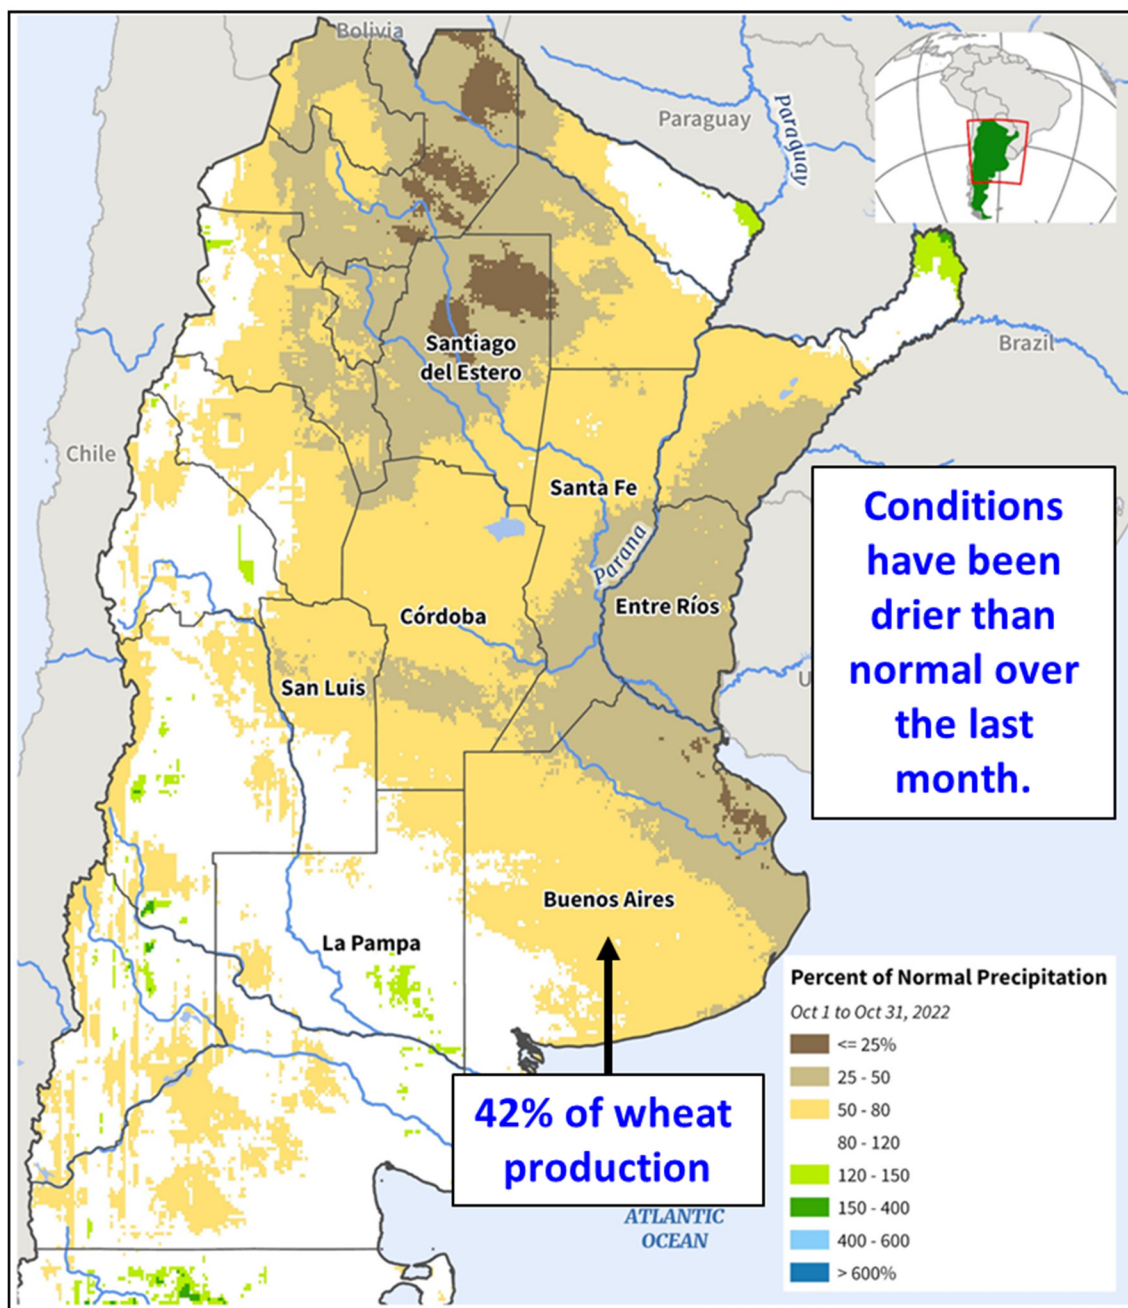 Bolivia
Paraguay
Paraguay
Brazil
Chile
Santiago
del Estero
Santa Fe
Parana
Córdoba
Entre Ríos
San Luis
U
Conditions
have been
drier than
normal over
the last
month.
Buenos Aires
La Pampa
42% of wheat
production
ATLANTIC
OCEAN
Percent of Normal Precipitation
Oct 1 to Oct 31, 2022
<= 25%
25 - 50
50 - 80
80 - 120
120 - 150
150 - 400
400 - 600
> 600%